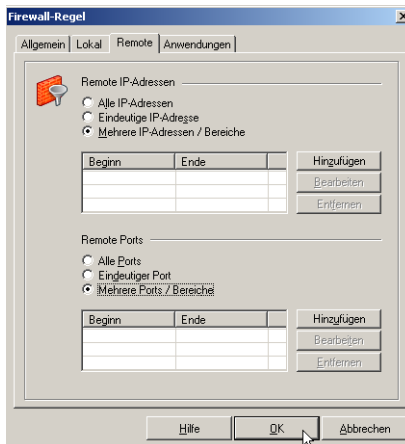 Firewall-Regel
Allgemein Lokal Remote Anwendungen
Remote IP-Adressen
Alle IP-Adressen
Eindeutige IP-Adresse
Mehrere IP-Adressen / Bereiche
Beginn Ende Hinzufügen
Bearbeiten
Entfernen
Remote Ports
Alle Ports
Eindeutiger Port
Mehrere Ports / Bereiche
Beginn Ende Hinzufügen
Bearbeiten
Entfernen
Hilfe OK Abbrechen